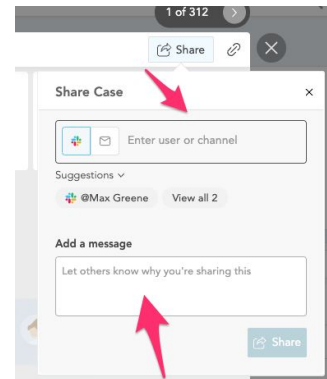 1 of 312
Share
Share Case
Enter user or channel
Suggestions
@Max Greene View all 2
Add a message
Let others know why you're sharing this
Share